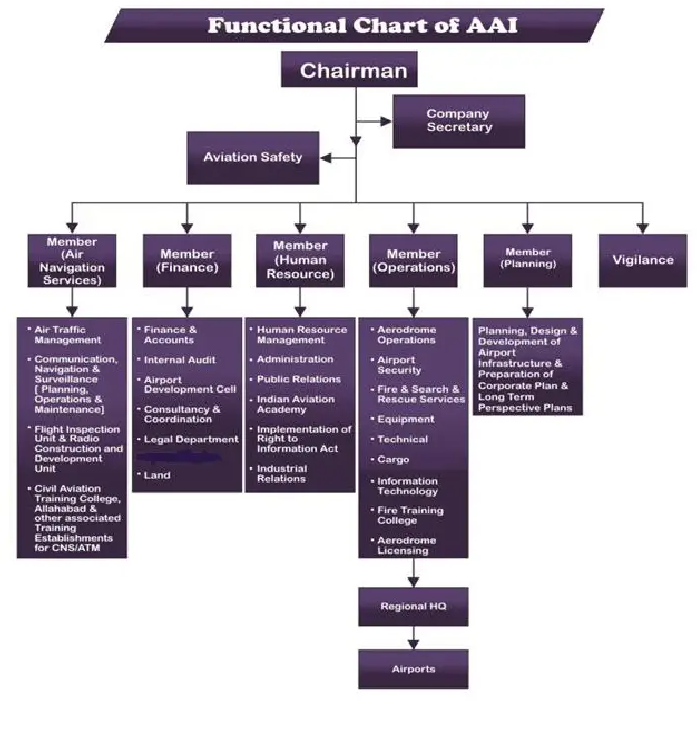 Functional Chart of AAI
Chairman
Company
Secretary
Aviation Safety
Member
(Air
Navigation
Services)
Member
(Finance)
Member
(Human
Resource)
Member
(Operations)
Member
(Planning)
Vigilance
• Air Traffic
Management
• Communication,
Navigation &
Surveillance
[ Planning,
Operations &
Maintenance]
• Flight Inspection
Unit & Radio
Construction and
Development
Unit
• Civil Aviation
Training College,
Allahabad &
other associated
Training
Establishments
for CNS/ATM
• Finance &
Accounts
• Internal Audit
• Airport
Development Cell
• Consultancy &
Coordination
• Legal Department
• Land
• Human Resource
Management
• Administration
• Public Relations
• Indian Aviation
Academy
• Implementation of
Right to
Information Act
• Industrial
Relations
• Aerodrome
Operations
• Airport
Security
• Fire & Search &
Rescue Services
• Equipment
• Technical
• Cargo
• Information
Technology
• Fire Training
College
• Aerodrome
Licensing
Planning, Design &
Development of
Airport
Infrastructure &
Preparation of
Corporate Plan &
Long Term
Perspective Plans
Regional HQ
Airports